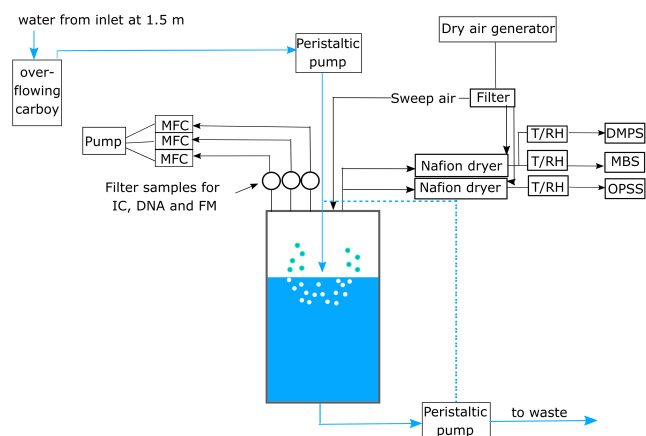 water from inlet at 1.5 m
over-
flowing
carboy
Peristaltic
pump
Dry air generator
Sweep air
Filter
Pump
MFC
MFC
MFC
T/RH
DMPS
Nafion dryer
T/RH
MBS
Nafion dryer
T/RH
OPSS
Filter samples for
IC, DNA and FM
Peristaltic
pump
to waste